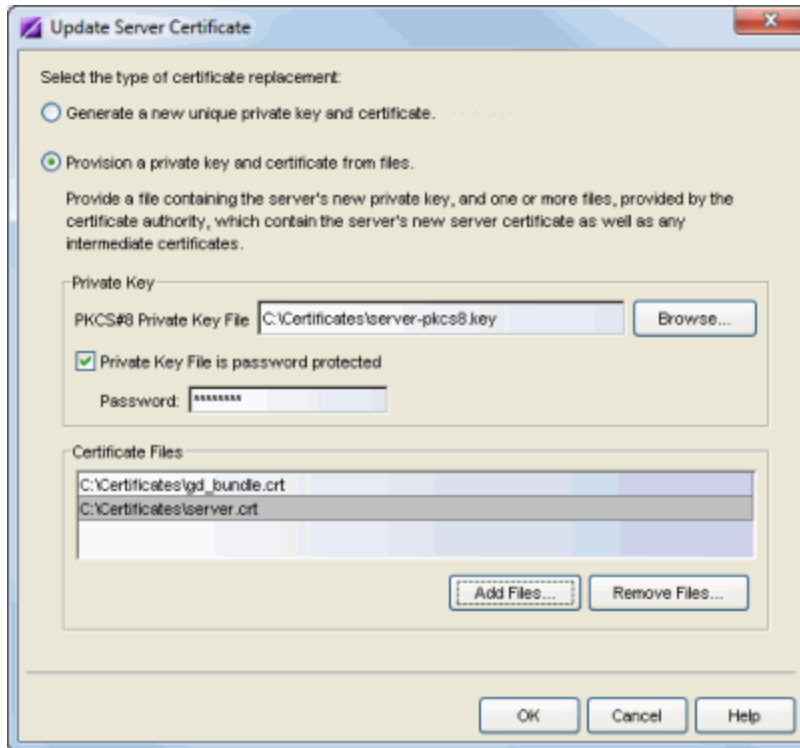 Update Server Certificate
Select the type of certificate replacement:
Generate a new unique private key and certificate.
Provision a private key and certificate from files.
Provide a file containing the server's new private key, and one or more files, provided by the
certificate authority, which contain the server's new server certificate as well as any
intermediate certificates.
Private Key
PKCS#8 Private Key File C:\Certificates\server-pkcs8.key Browse...
Private Key File is password protected
Password: ********
Certificate Files
C:\Certificates\gd_bundle.crt
C:\Certificates\server.crt
Add Files... Remove Files...
OK Cancel Help